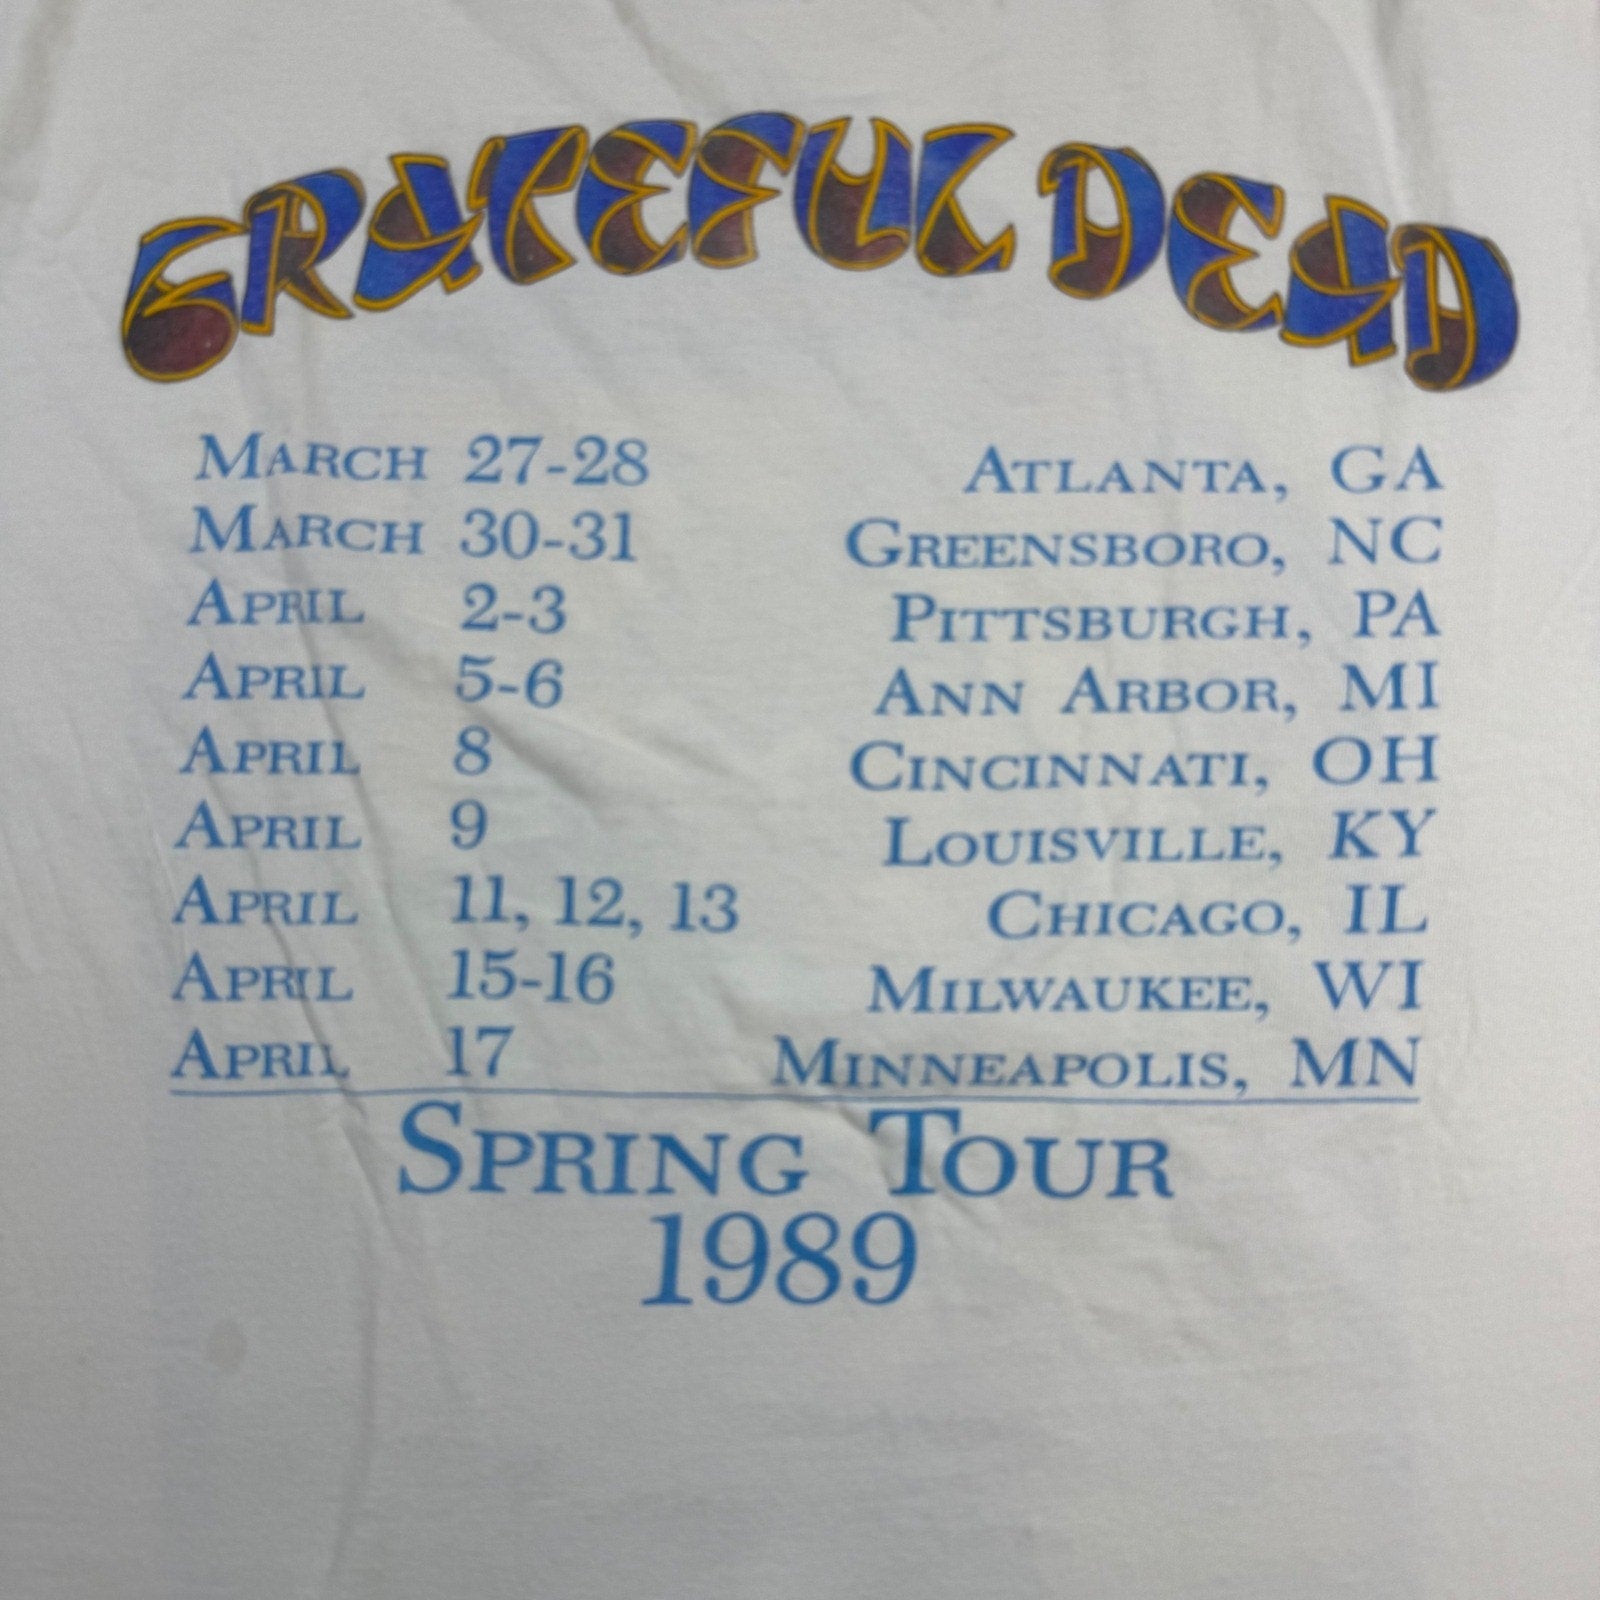 GRATEFUL DEAD
MARCH 27-28 ATLANTA, GA
MARCH 30-31 GREENSBORO, NC
APRIL 2-3 PITTSBURGH, PA
APRIL 5-6 ANN ARBOR, MI
APRIL 8 CINCINNATI, OH
APRIL 9 LOUISVILLE, KY
APRIL 11, 12, 13 CHICAGO, IL
APRIL 15-16 MILWAUKEE, WI
APRIL 17 MINNEAPOLIS, MN
SPRING TOUR
1989